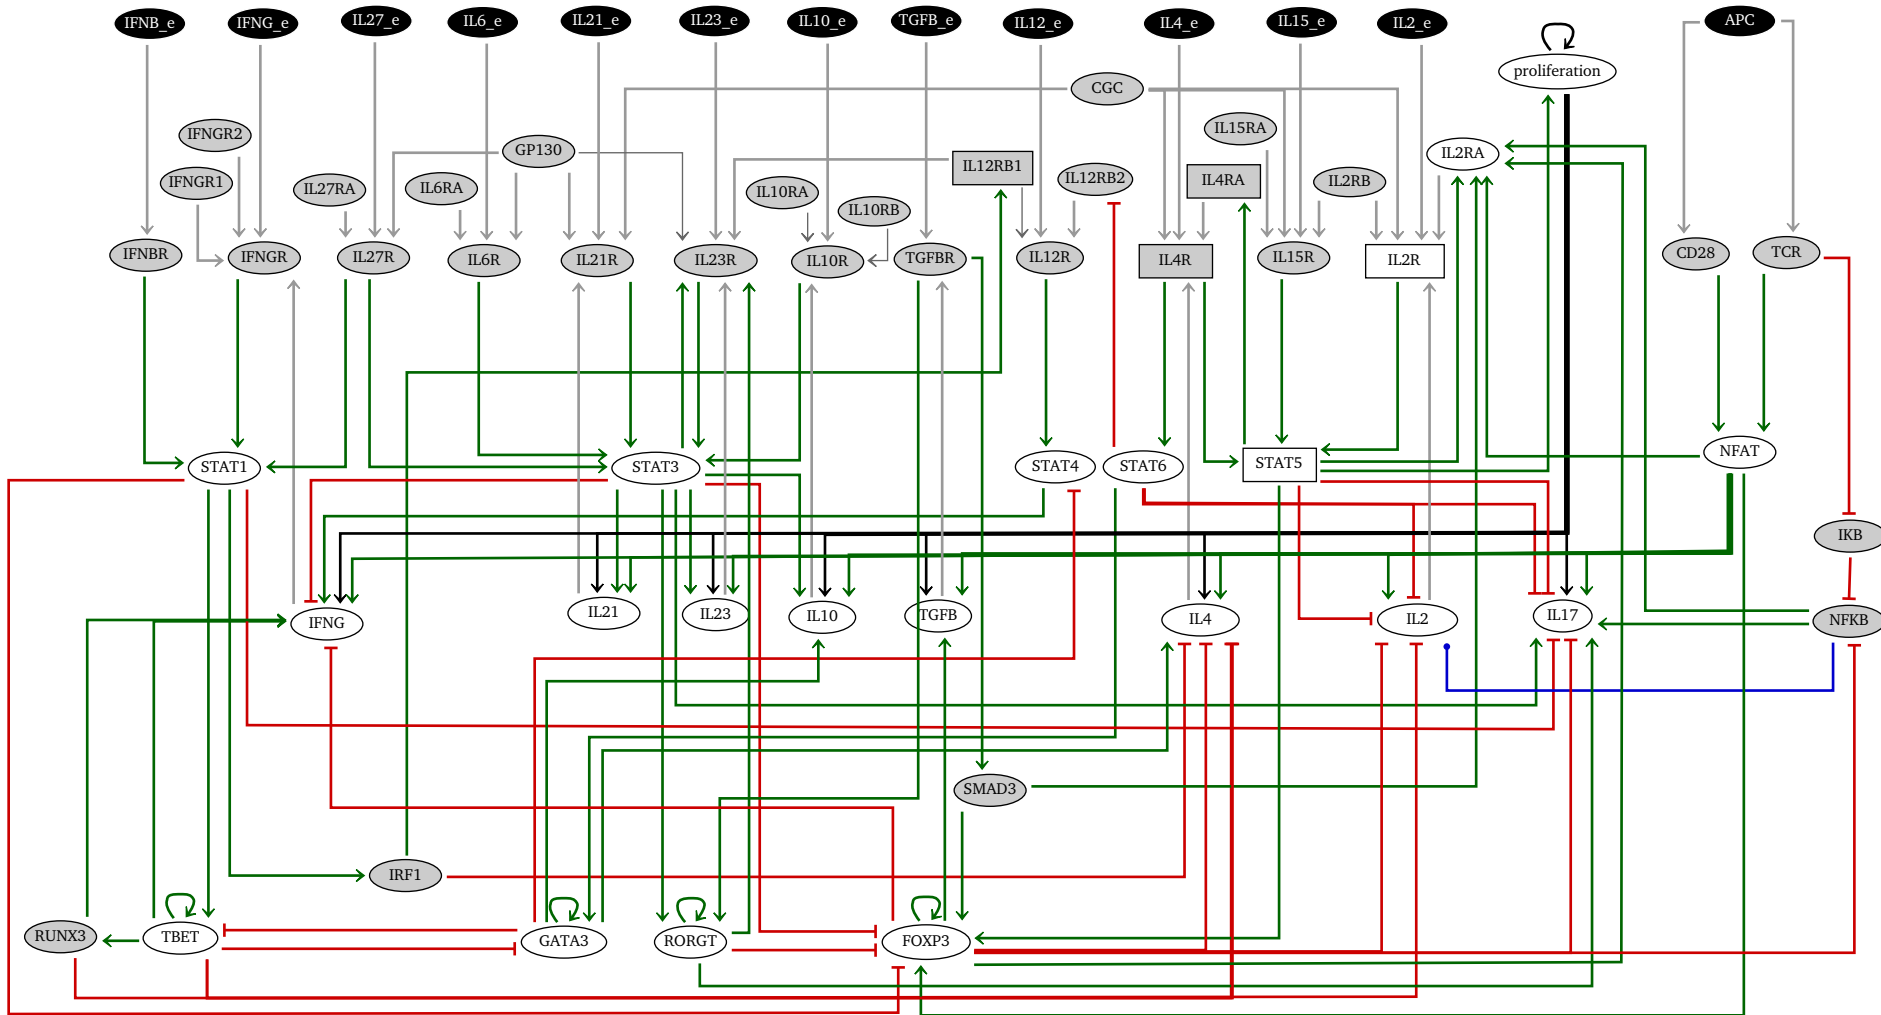 IFNB_e
IFNG_e
IL27_e
IL6_e
IL21_e
IL23_e
IL10_e
TGFB_e
IL12_e
IL4_e
IL15_e
IL2_e
APC
proliferation
CGC
IFNGR2
IL15RA
GP130
IL2RA
IL12RB1
IFNGR1
IL27RA
IL6RA
IL10RA
IL12RB2
IL4RA
IL2RB
IL10RB
IFNBR
IFNGR
IL27R
IL6R
IL21R
IL23R
IL10R
TGFBR
IL12R
IL4R
IL15R
IL2R
CD28
TCR
STAT1
STAT3
STAT4
STAT6
STAT5
NFAT
IKB
IFNG
IL21
IL23
IL10
TGFB
IL4
IL2
IL17
NFKB
SMAD3
IRF1
RUNX3
TBET
GATA3
RORGT
FOXP3